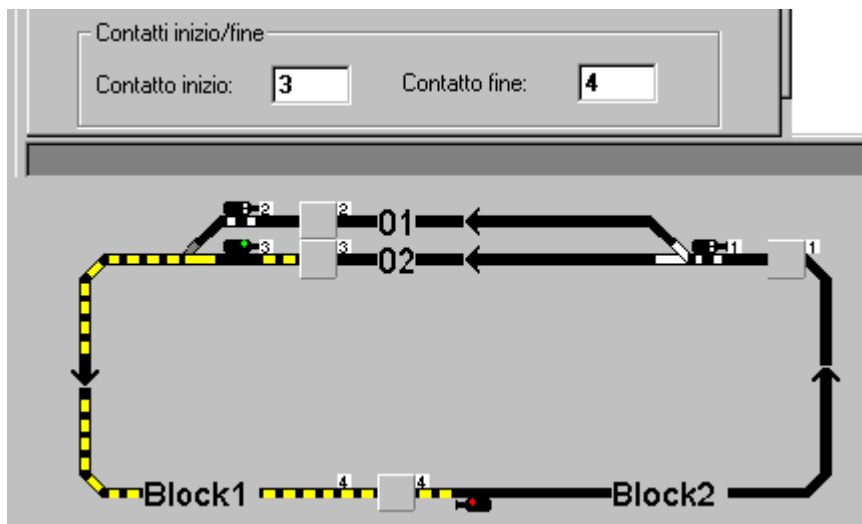 Contatti inizio/fine
Contatto inizio: 3 Contatto fine: 4
2 2 01
3 3 02 1 1
4 4
Block1 Block2